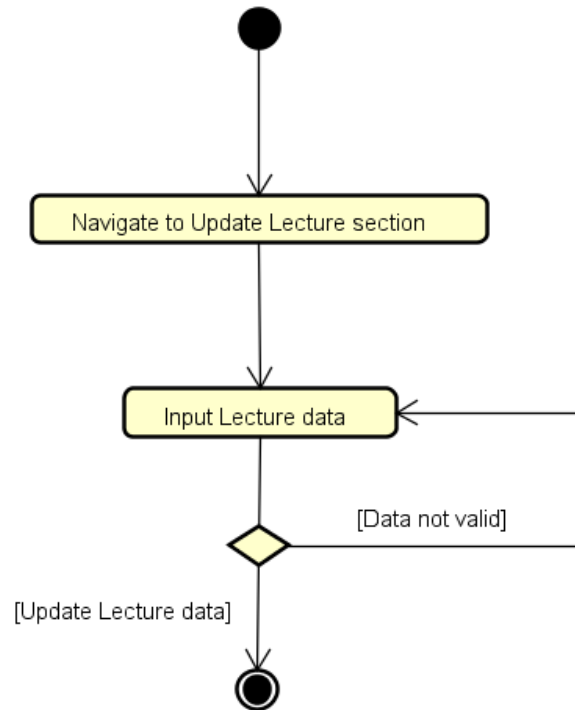 Navigate to Update Lecture section
Input Lecture data
[Data not valid]
[Update Lecture data]